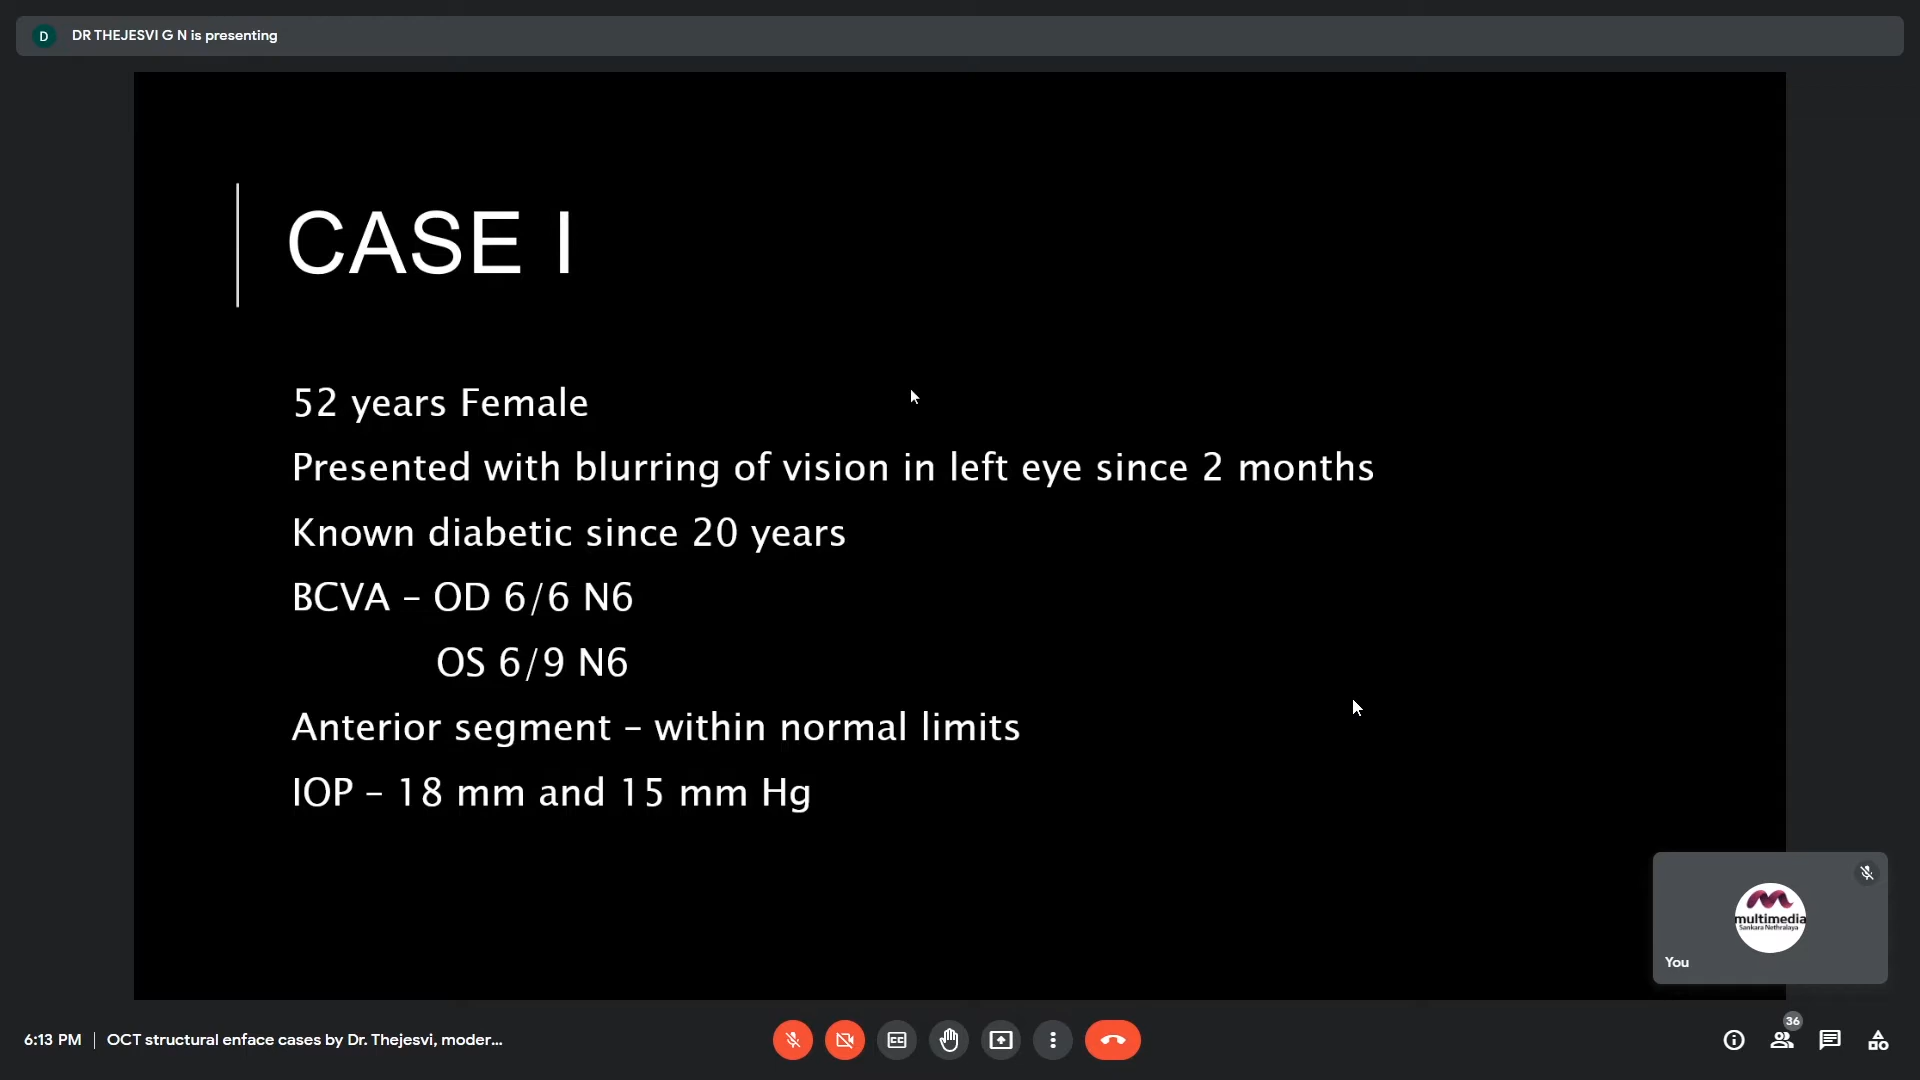 D
DR THEJESVI G N is presenting
CASE I
52 years Female
Presented with blurring of vision in left eye since 2 months
Known diabetic since 20 years
BCVA – OD 6/6 N6
OS 6/9 N6
Anterior segment – within normal limits
IOP – 18 mm and 15 mm Hg
multimedia
Sankara Nethralaya
You
6:13 PM | OCT structural enface cases by Dr. Thejesvi, moder...
36